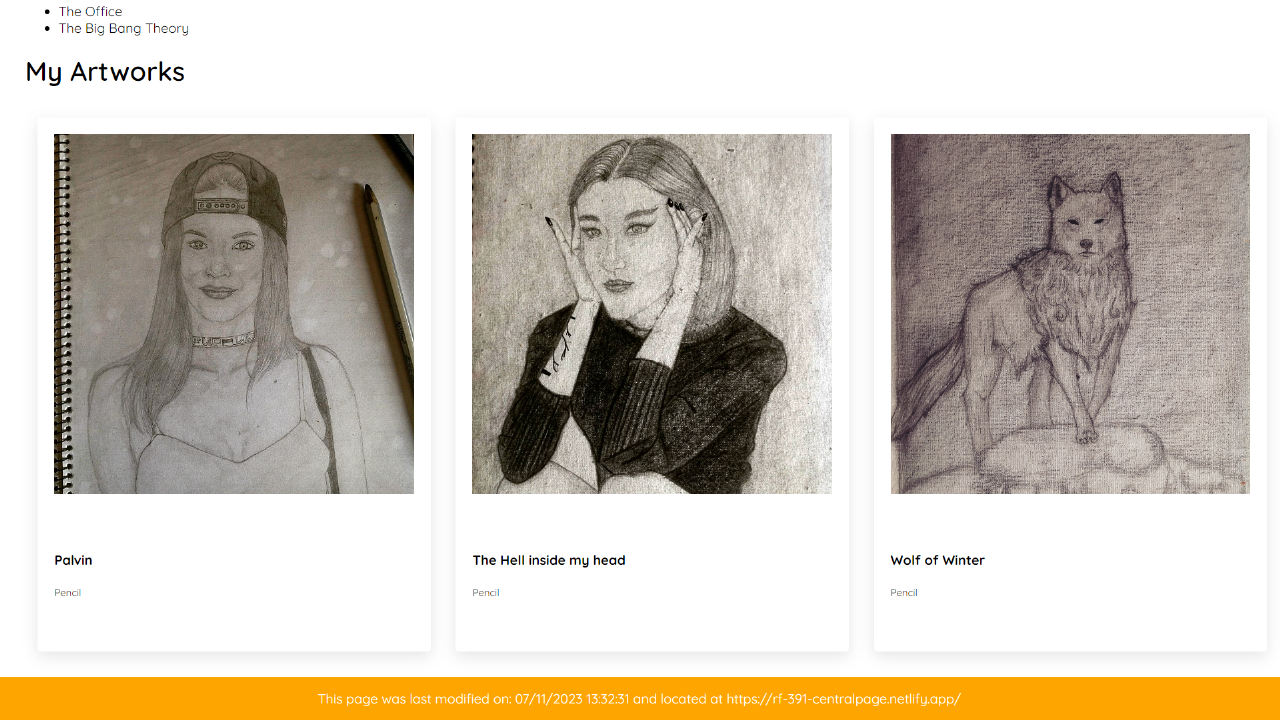 The Office
The Big Bang Theory
My Artworks
Palvin
Pencil
The Hell inside my head
Pencil
Wolf of Winter
Pencil
This page was last modified on: 07/11/2023 13:32:31 and located at https://rf-391-centralpage.netlify.app/